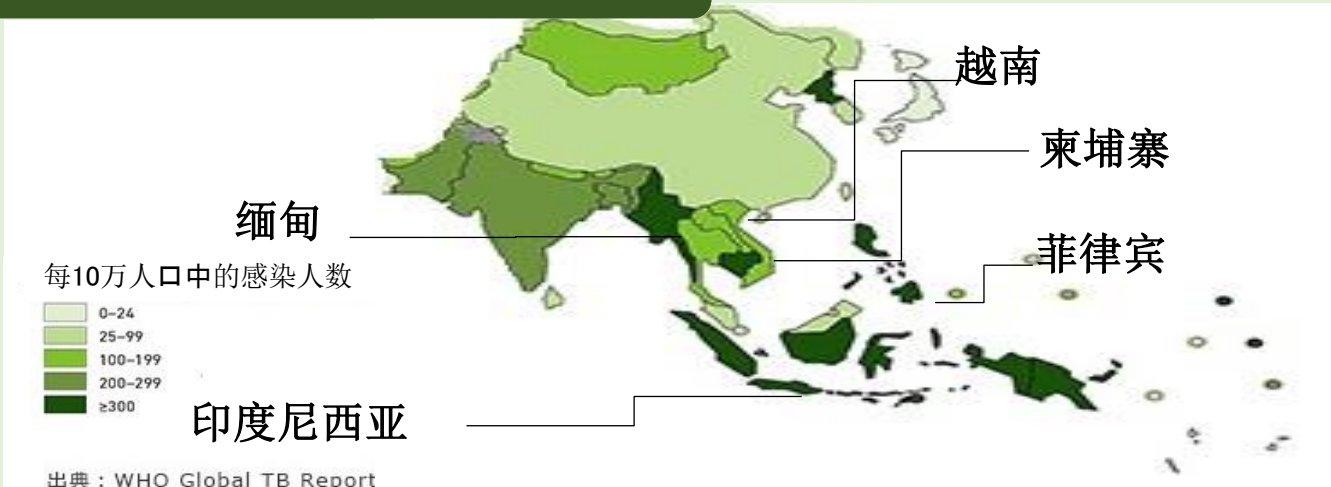 越南
柬埔寨
缅甸
菲律宾
每10万人口中的感染人数
0-24
25-99
100-199
200-299
≥300
印度尼西亚
出典：WHO Global TB Report